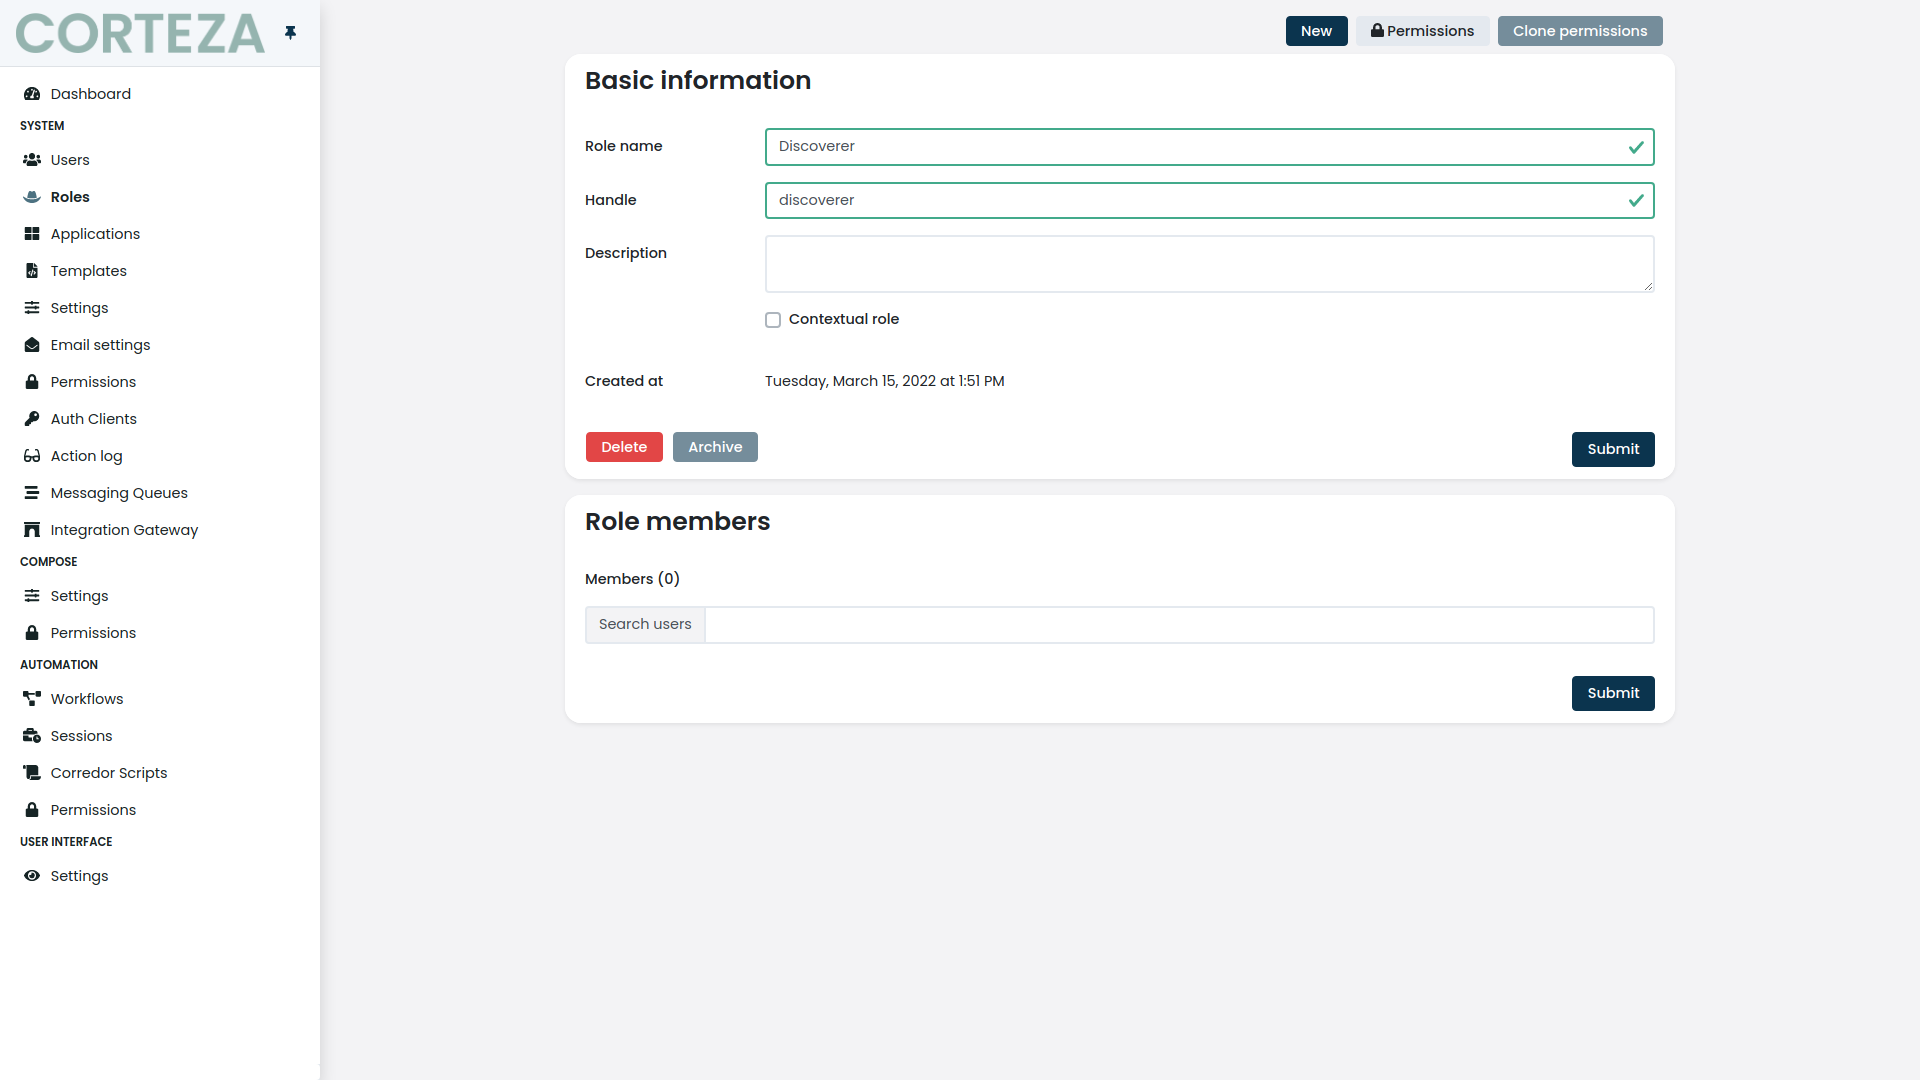 CORTEZA
Dashboard
SYSTEM
Users
Roles
Applications
Templates
Settings
Email settings
Permissions
Auth Clients
Action log
Messaging Queues
Integration Gateway
COMPOSE
Settings
Permissions
AUTOMATION
Workflows
Sessions
Corredor Scripts
Permissions
USER INTERFACE
Settings
New Permissions Clone permissions
Basic information
Role name Discoverer
Handle discoverer
Description
Contextual role
Created at Tuesday, March 15, 2022 at 1:51 PM
Delete Archive Submit
Role members
Members (0)
Search users
Submit